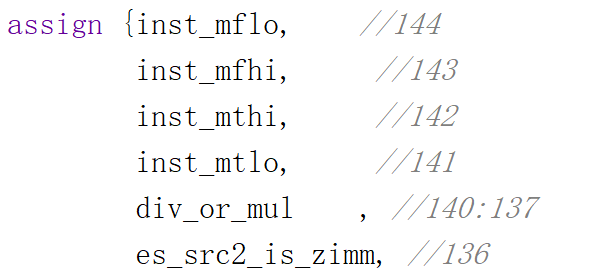 assign {inst_mflo,    //144
        inst_mfhi,     //143
        inst_mthi,     //142
        inst_mtlo,     //141
        div_or_mul    , //140:137
        es_src2_is_zimm, //136